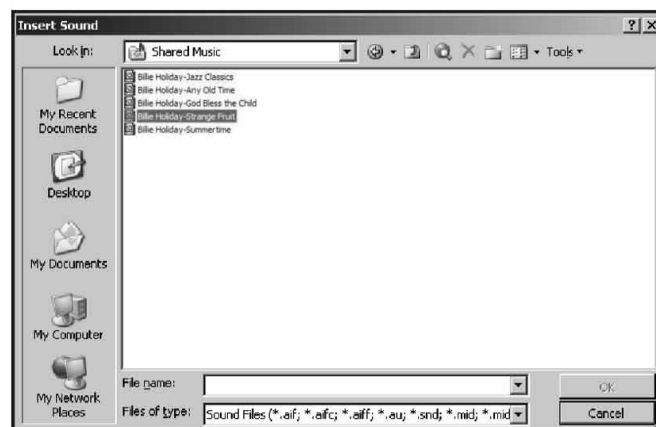 Insert Sound
Look in: Shared Music Tools
Billie Holiday-Jazz Classics
Billie Holiday-Any Old Time
Billie Holiday-God Bless the Child
Billie Holiday-Strange Fruit
Billie Holiday-Summertime
My Recent
Documents
Desktop
My Documents
My Computer
My Network
Places
File name: OK
Files of type: Sound Files (*.aif; *.aifc; *.aiff; *.au; *.snd; *.mid; *.mid Cancel